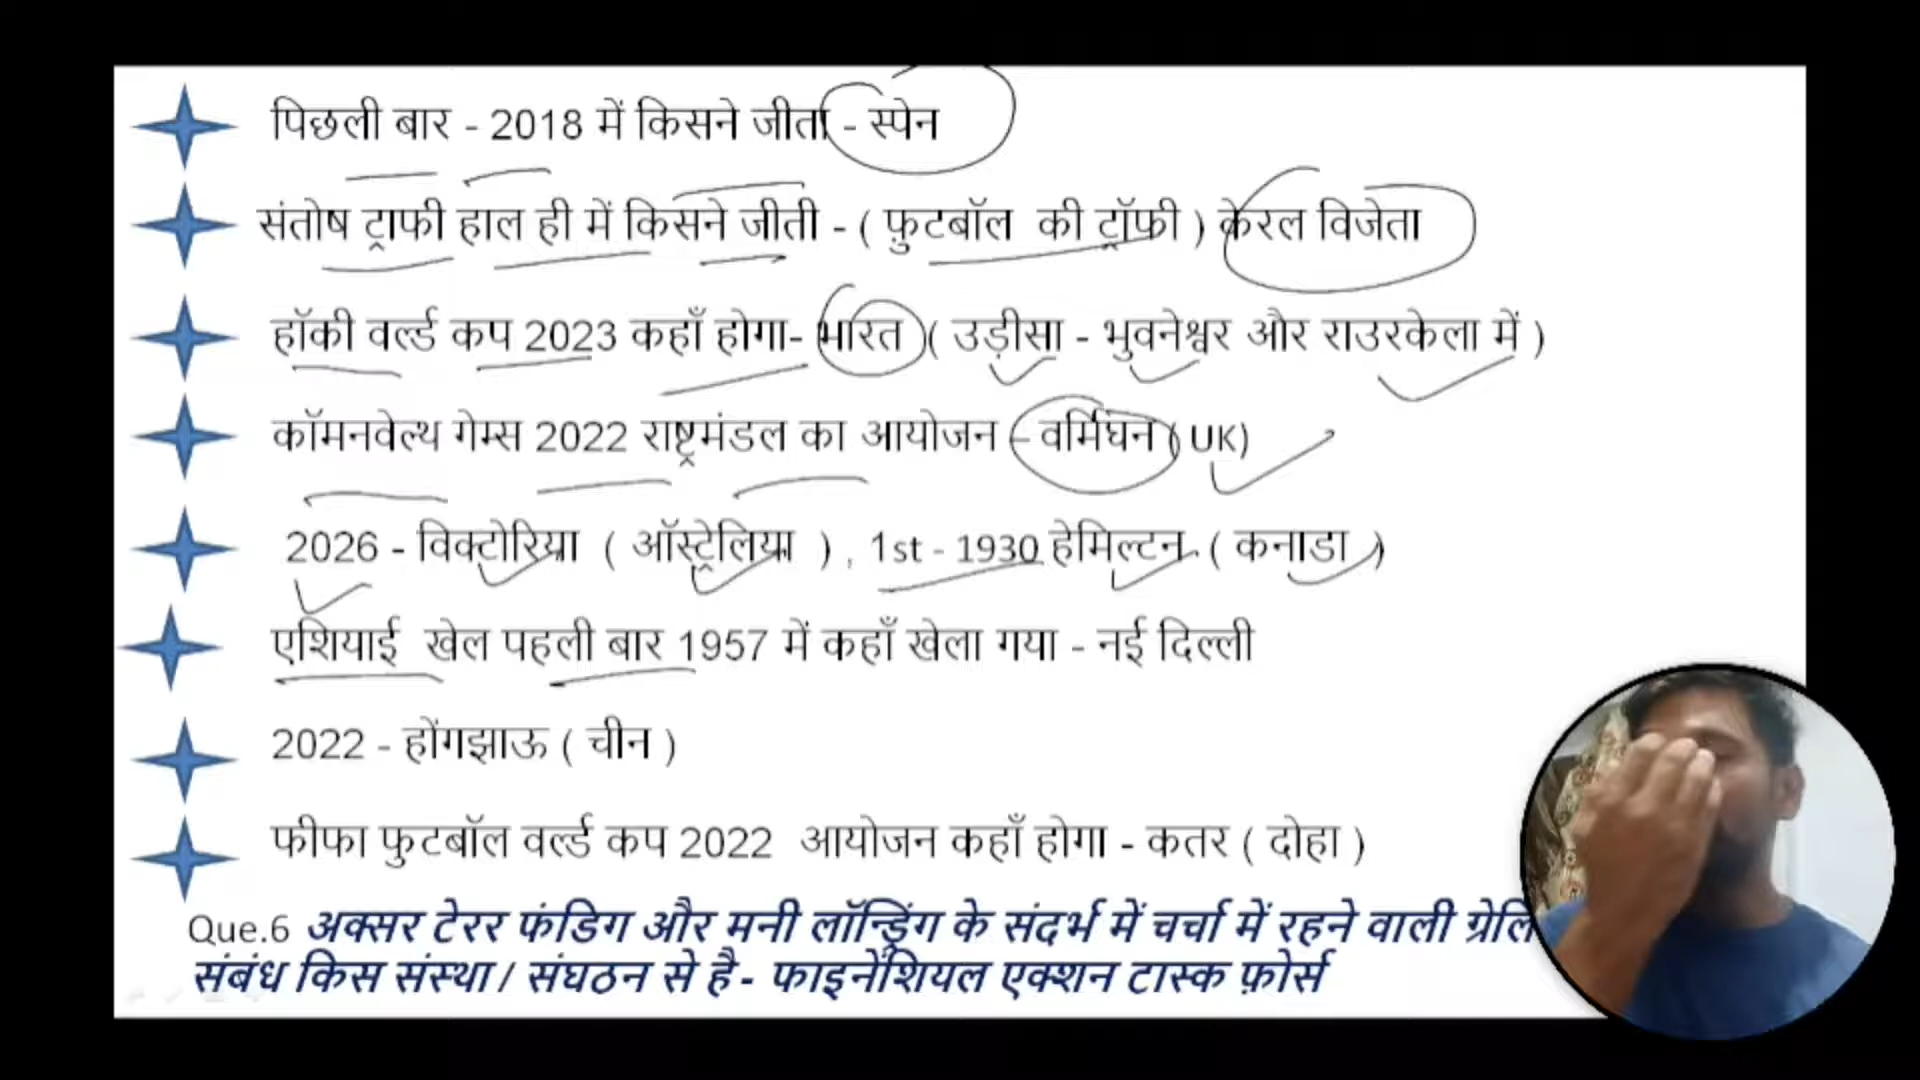 पिछली बार - 2018 में किसने जीता - स्पेन
संतोष ट्राफी हाल ही में किसने जीती - ( फ़ुटबॉल की ट्रॉफी ) केरल विजेता
हॉकी वर्ल्ड कप 2023 कहाँ होगा- भारत ( उड़ीसा - भुवनेश्वर और राउरकेला में )
कॉमनवेल्थ गेम्स 2022 राष्ट्रमंडल का आयोजन - वर्मिघन ( UK)
2026 - विक्टोरिया ( ऑस्ट्रेलिया ) , 1st - 1930 हेमिल्टन ( कनाडा )
एशियाई खेल पहली बार 1957 में कहाँ खेला गया - नई दिल्ली
2022 - होंगझाऊ ( चीन )
फीफा फुटबॉल वर्ल्ड कप 2022 आयोजन कहाँ होगा - कतर ( दोहा )
Que.6 अक्सर टेरर फंडिग और मनी लॉन्ड्रिंग के संदर्भ में चर्चा में रहने वाली
संबंध किस संस्था / संघठन से है - फाइनेंशियल एक्शन टास्क फ़ोर्स